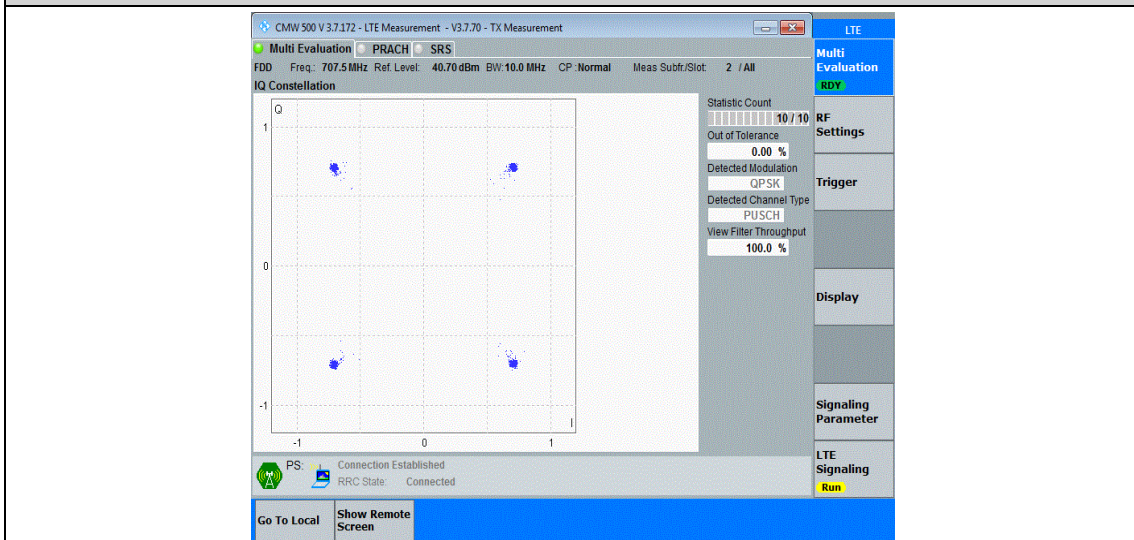 CMW 500 V 3.7.172 - LTE Measurement - V3.7.70 - TX Measurement
LTE
Multi Evaluation PRACH SRS
FDD Freq.: 707.5 MHz Ref. Level: 40.70 dBm BW: 10.0 MHz CP : Normal Meas Subfr./Slot: 2 / All
IQ Constellation
Q
1
0
-1
-1 0 1
I
Statistic Count
10 / 10
Out of Tolerance
0.00 %
Detected Modulation
QPSK
Detected Channel Type
PUSCH
View Filter Throughput
100.0 %
Multi
Evaluation
RDY
RF
Settings
Trigger
Display
Signaling
Parameter
LTE
Signaling
Run
PS: Connection Established
RRC State: Connected
Go To Local
Show Remote
Screen